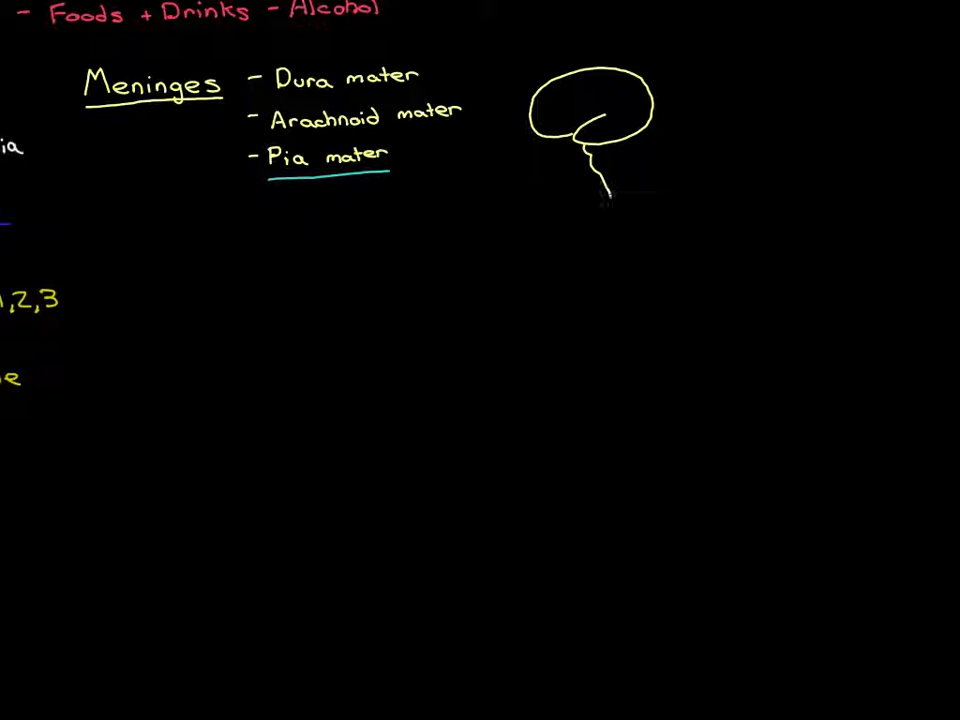 - Foods + Drinks - Alcohol
Meninges - Dura mater
- Arachnoid mater
- Pia mater
ia
1,2,3
e